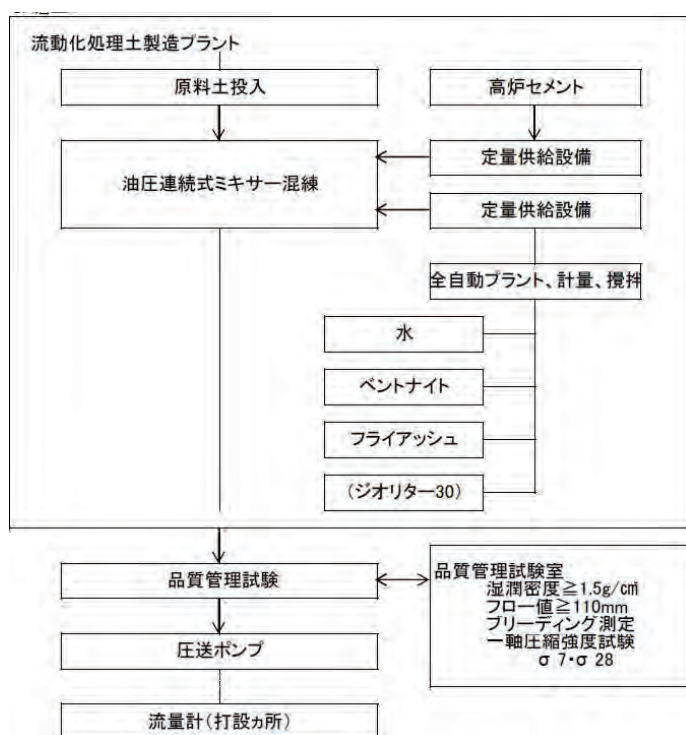 流動化処理土製造プラント
原料土投入
高炉セメント
油圧連続式ミキサー混練
定量供給設備
定量供給設備
全自動プラント、計量、攪拌
水
ベントナイト
フライアッシュ
(ジオリター30)
品質管理試験
品質管理試験室
湿潤密度≧1.5g/c㎥
フロー値≧110mm
ブリーディング測定
一軸圧縮強度試験
σ7・σ28
圧送ポンプ
流量計(打設ヵ所)